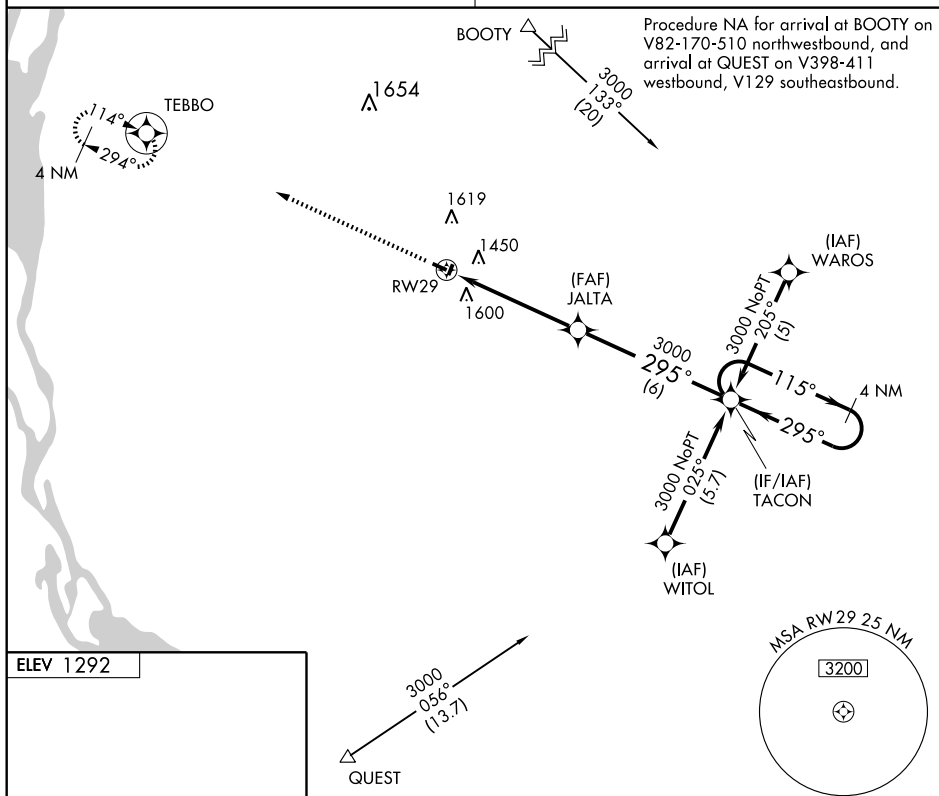 Procedure NA for arrival at BOOTY on
V82-170-510 northwestbound, and
arrival at QUEST on V398-411
westbound, V129 southeastbound.
BOOTY
3000
133°
(20)
1654
TEBBO
114°
294°
4 NM
1619
1450
RW29
1600
(FAF)
JALTA
(IAF)
WAROS
3000 NoPT
205°
(5)
3000
295°
(6)
115°
4 NM
295°
3000 NoPT
025°
(5.7)
(IF/IAF)
TACON
(IAF)
WITOL
ELEV 1292
3000
056°
(13.7)
QUEST
MSA RW29 25 NM
3200